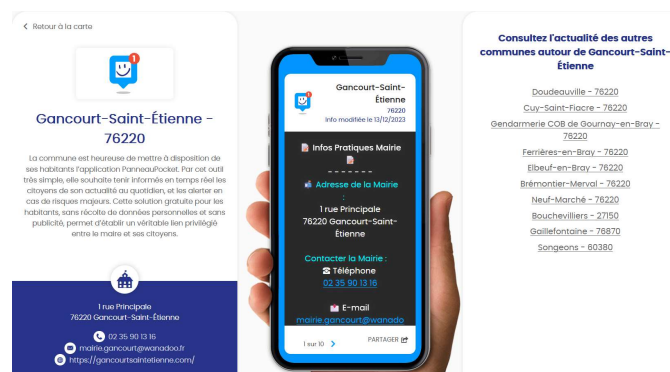 Retour à la carte
1
Gancourt-Saint-Étienne -
76220
La commune est heureuse de mettre à disposition de
ses habitants l'application PanneauPocket. Par cet outil
très simple, elle souhaite tenir informés en temps réel les
citoyens de son actualité au quotidien, et les alerter en
cas de risques majeurs. Cette solution gratuite pour les
habitants, sans récolte de données personnelles et sans
publicité, permet d'établir un véritable lien privilégié
entre le maire et ses citoyens.
1 rue Principale
76220 Gancourt-Saint-Étienne
02 35 90 13 16
mairie.gancourt@wanadoo.fr
https://gancourtsaintetienne.com/
1
Gancourt-Saint-
Étienne
76220
Info modifiée le 13/12/2023
Infos Pratiques Mairie
- - - - - - -
Adresse de la Mairie
:
1 rue Principale
76220 Gancourt-Saint-
Étienne
Contacter la Mairie :
Téléphone
02 35 90 13 16
E-mail
mairie.gancourt@wanado
1 sur 10
PARTAGER
Consultez l'actualité des autres
communes autour de Gancourt-Saint-
Étienne
Doudeauville - 76220
Cuy-Saint-Fiacre - 76220
Gendarmerie COB de Gournay-en-Bray -
76220
Ferrières-en-Bray - 76220
Elbeuf-en-Bray - 76220
Brémontier-Merval - 76220
Neuf-Marché - 76220
Bouchevilliers - 27150
Gaillefontaine - 76870
Songeons - 60380